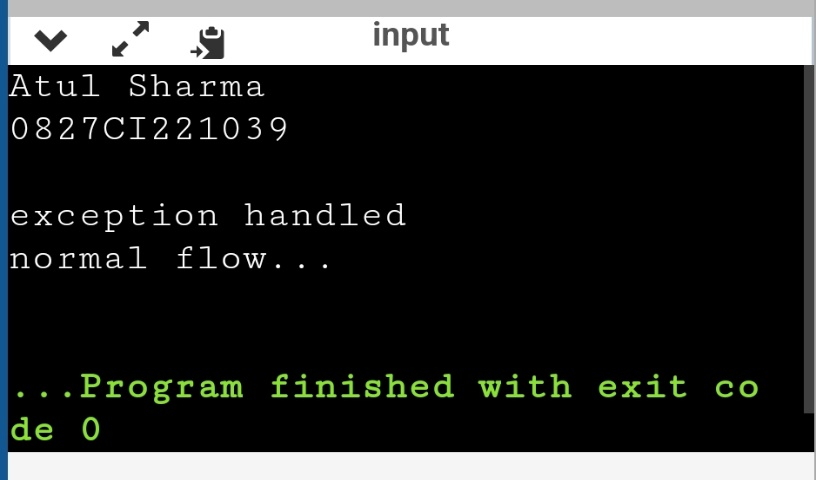 input
Atul Sharma
0827CI221039
exception handled
normal flow...
...Program finished with exit co
de 0